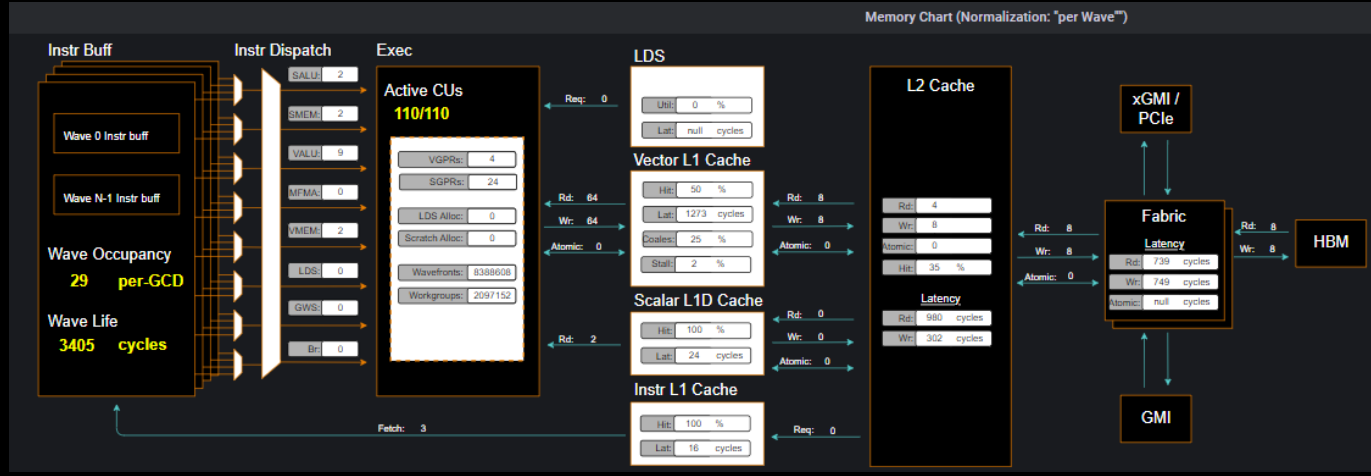 Memory Chart (Normalization: "per Wave"")
Instr Buff
Wave 0 Instr buff
Wave N-1 Instr buff
Wave Occupancy
29 per-GCD
Wave Life
3405 cycles
Instr Dispatch
SALU: 2
SMEM: 2
VALU: 9
MFMA: 0
VMEM: 2
LDS: 0
GWS: 0
Br: 0
Exec
Active CUs
110/110
VGPRs: 4
SGPRs: 24
LDS Alloc: 0
Scratch Alloc: 0
Wavefronts: 8388608
Workgroups: 2097152
Req: 0
Rd: 64
Wr: 64
Atomic: 0
Rd: 2
Fetch: 3
LDS
Util: 0 %
Lat: null cycles
Vector L1 Cache
Hit: 50 %
Lat: 1273 cycles
Coales: 25 %
Stall: 2 %
Scalar L1D Cache
Hit: 100 %
Lat: 24 cycles
Instr L1 Cache
Hit: 100 %
Lat: 16 cycles
Rd: 8
Wr: 8
Atomic: 0
Rd: 0
Wr: 0
Atomic: 0
Req: 0
L2 Cache
Rd: 4
Wr: 8
Atomic: 0
Hit: 35 %
Latency
Rd: 980 cycles
Wr: 302 cycles
Rd: 8
Wr: 8
Atomic: 0
xGMI /
PCIe
Fabric
Latency
Rd: 739 cycles
Wr: 749 cycles
Atomic: null cycles
GMI
Rd: 8
Wr: 8
HBM